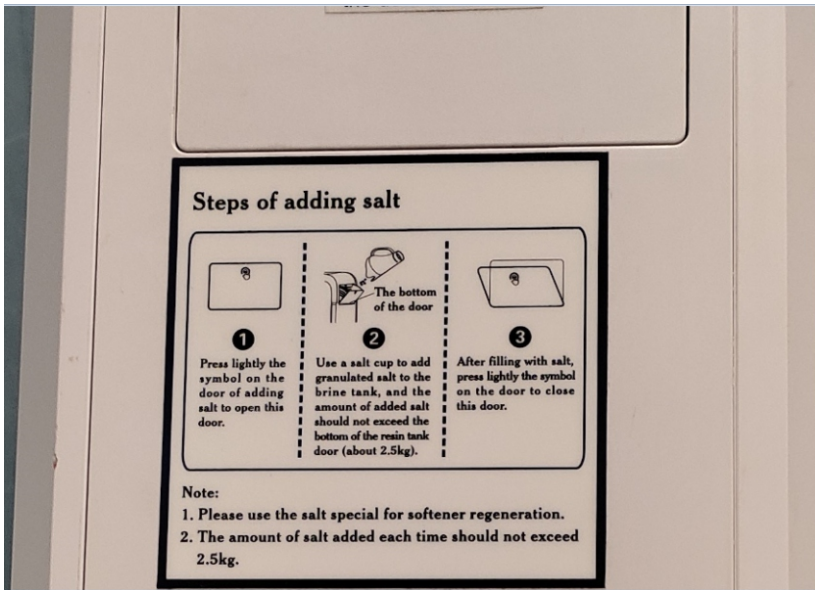 Steps of adding salt
The bottom
of the door
1
Press lightly the
symbol on the
door of adding
salt to open this
door.
2
Use a salt cup to add
granulated salt to the
brine tank, and the
amount of added salt
should not exceed the
bottom of the resin tank
door (about 2.5kg).
3
After filling with salt,
press lightly the symbol
on the door to close
this door.
Note:
1. Please use the salt special for softener regeneration.
2. The amount of salt added each time should not exceed
2.5kg.